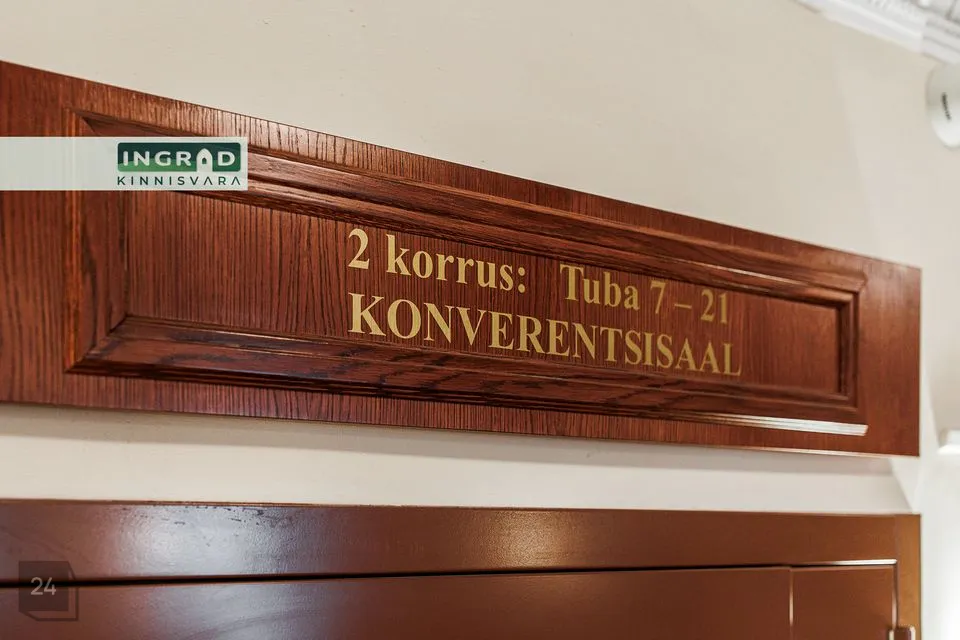 INGRAD
KINNISVARA
2 korrus: Tuba 7 – 21
KONVERENTSISAAL
24